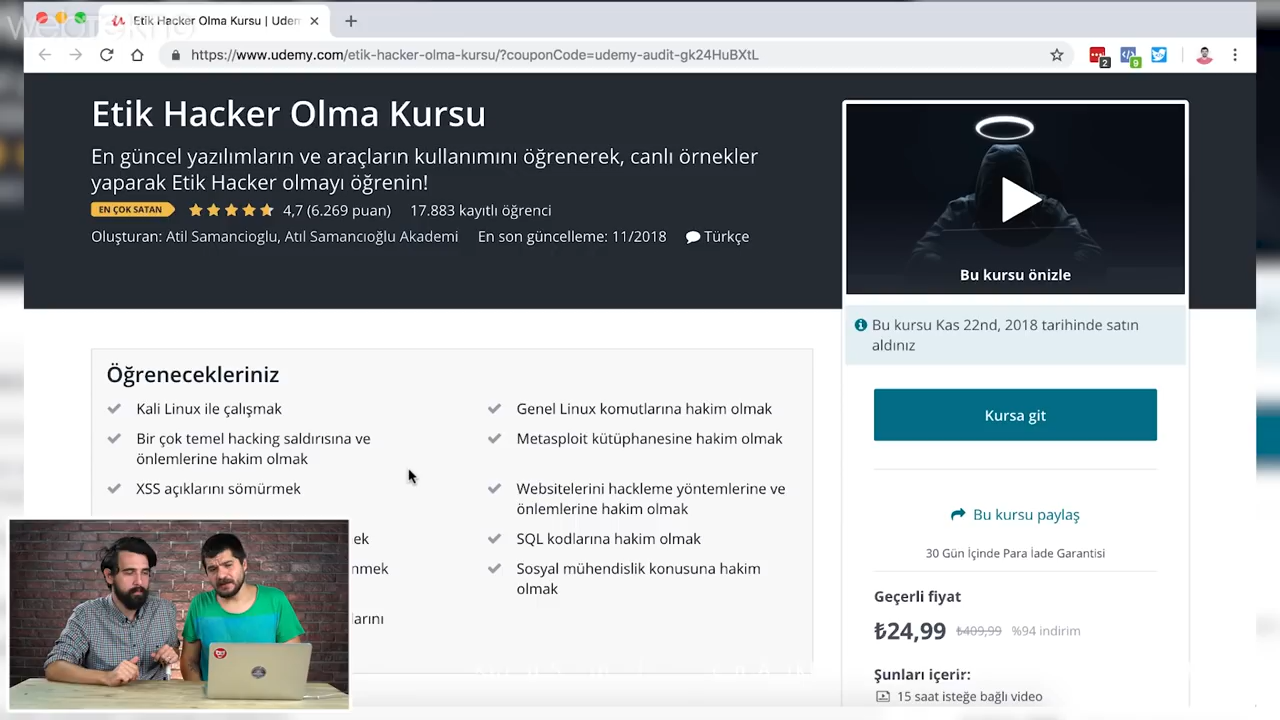 webtekno
Etik Hacker Olma Kursu | Udem
https://www.udemy.com/etik-hacker-olma-kursu/?couponCode=udemy-audit-gk24HuBXtL
2
9
Etik Hacker Olma Kursu
En güncel yazılımların ve araçların kullanımını öğrenerek, canlı örnekler
yaparak Etik Hacker olmayı öğrenin!
EN ÇOK SATAN 4,7 (6.269 puan) 17.883 kayıtlı öğrenci
Oluşturan: Atil Samancioglu, Atıl Samancıoğlu Akademi En son güncelleme: 11/2018 Türkçe
Bu kursu önizle
Bu kursu Kas 22nd, 2018 tarihinde satın
aldınız
Kursa git
Bu kursu paylaş
30 Gün İçinde Para İade Garantisi
Geçerli fiyat
₺24,99 ₺409,99 %94 indirim
Şunları içerir:
15 saat isteğe bağlı video
Öğrenecekleriniz
Kali Linux ile çalışmak
Bir çok temel hacking saldırısına ve
önlemlerine hakim olmak
XSS açıklarını sömürmek
ek
nmek
larını
Genel Linux komutlarına hakim olmak
Metasploit kütüphanesine hakim olmak
Websitelerini hackleme yöntemlerine ve
önlemlerine hakim olmak
SQL kodlarına hakim olmak
Sosyal mühendislik konusuna hakim
olmak